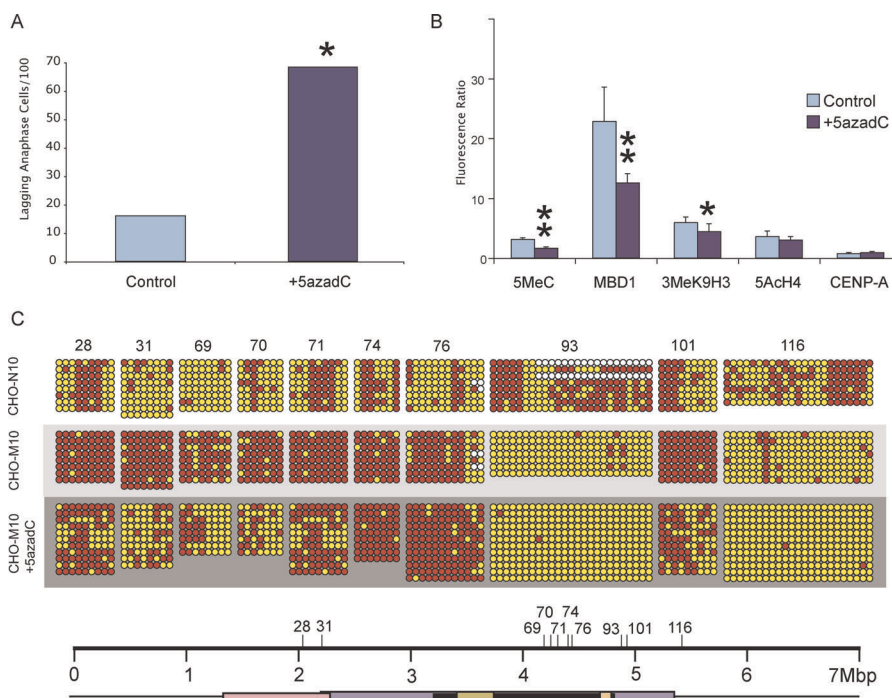 A
Lagging Anaphase Cells/100
70
60
50
40
30
20
10
0
*
Control
+5azadC
B
Fluorescence Ratio
30
20
10
0
Control
+5azadC
**
**
*
5MeC MBD1 3MeK9H3 5AcH4 CENP-A
C
28 31 69 70 71 74 76 93 101 116
CHO-N10
CHO-M10
CHO-M10
+5azadC
28 31 69 70 71 74 76 93 101 116
0 1 2 3 4 5 6 7Mbp